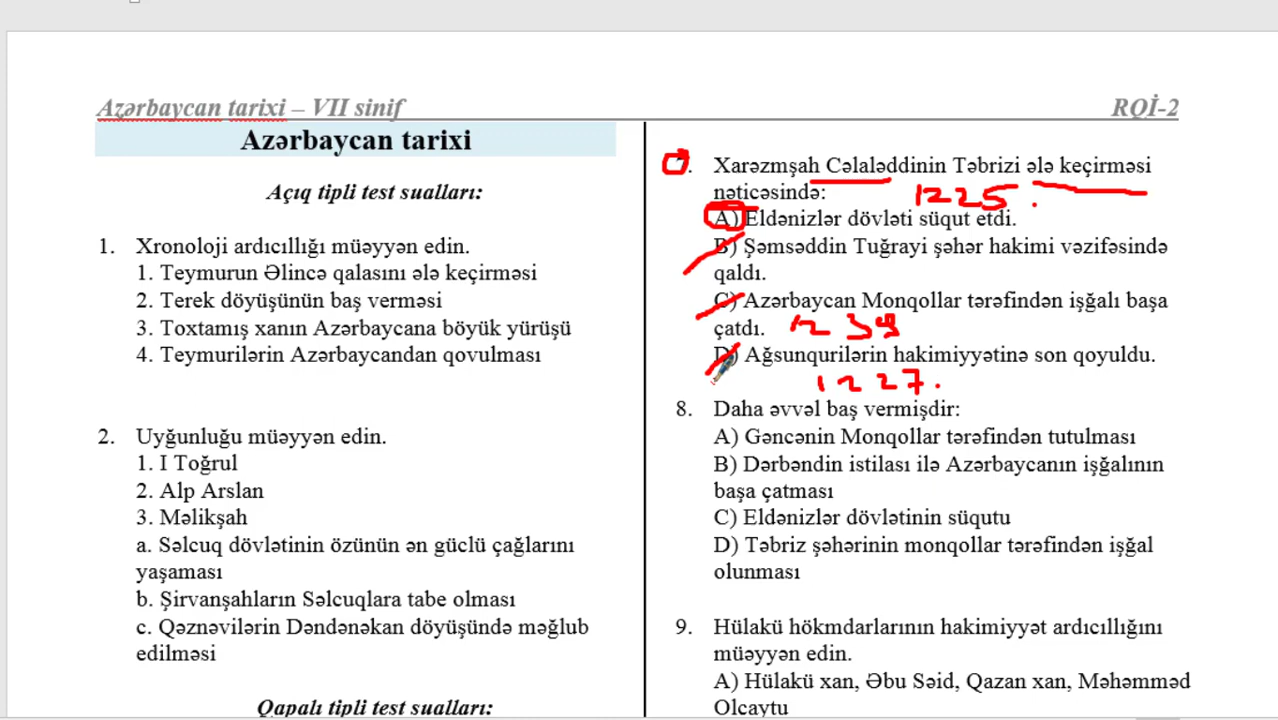 Azərbaycan tarixi – VII sinif
RQİ-2
Azərbaycan tarixi
Açıq tipli test sualları:
1. Xronoloji ardıcıllığı müəyyən edin.
1. Teymurun Əlincə qalasını ələ keçirməsi
2. Terek döyüşünün baş verməsi
3. Toxtamış xanın Azərbaycana böyük yürüşü
4. Teymurilərin Azərbaycandan qovulması
2. Uyğunluğu müəyyən edin.
1. I Toğrul
2. Alp Arslan
3. Məlikşah
a. Səlcuq dövlətinin özünün ən güclü çağlarını
yaşaması
b. Şirvanşahların Səlcuqlara tabe olması
c. Qəznəvilərin Dəndənəkan döyüşündə məğlub
edilməsi
Qapalı tipli test sualları:
7. Xarəzmşah Cəlaləddinin Təbrizi ələ keçirməsi
nəticəsində:
1225.
A) Eldənizlər dövləti süqut etdi.
B) Şəmsəddin Tuğrayi şəhər hakimi vəzifəsində
qaldı.
C) Azərbaycan Monqollar tərəfindən işğalı başa
çatdı.
1239
D) Ağsunqurilərin hakimiyyətinə son qoyuldu.
1227.
8. Daha əvvəl baş vermişdir:
A) Gəncənin Monqollar tərəfindən tutulması
B) Dərbəndin istilası ilə Azərbaycanın işğalının
başa çatması
C) Eldənizlər dövlətinin süqutu
D) Təbriz şəhərinin monqollar tərəfindən işğal
olunması
9. Hülakü hökmdarlarının hakimiyyət ardıcıllığını
müəyyən edin.
A) Hülakü xan, Əbu Səid, Qazan xan, Məhəmməd
Olcaytu